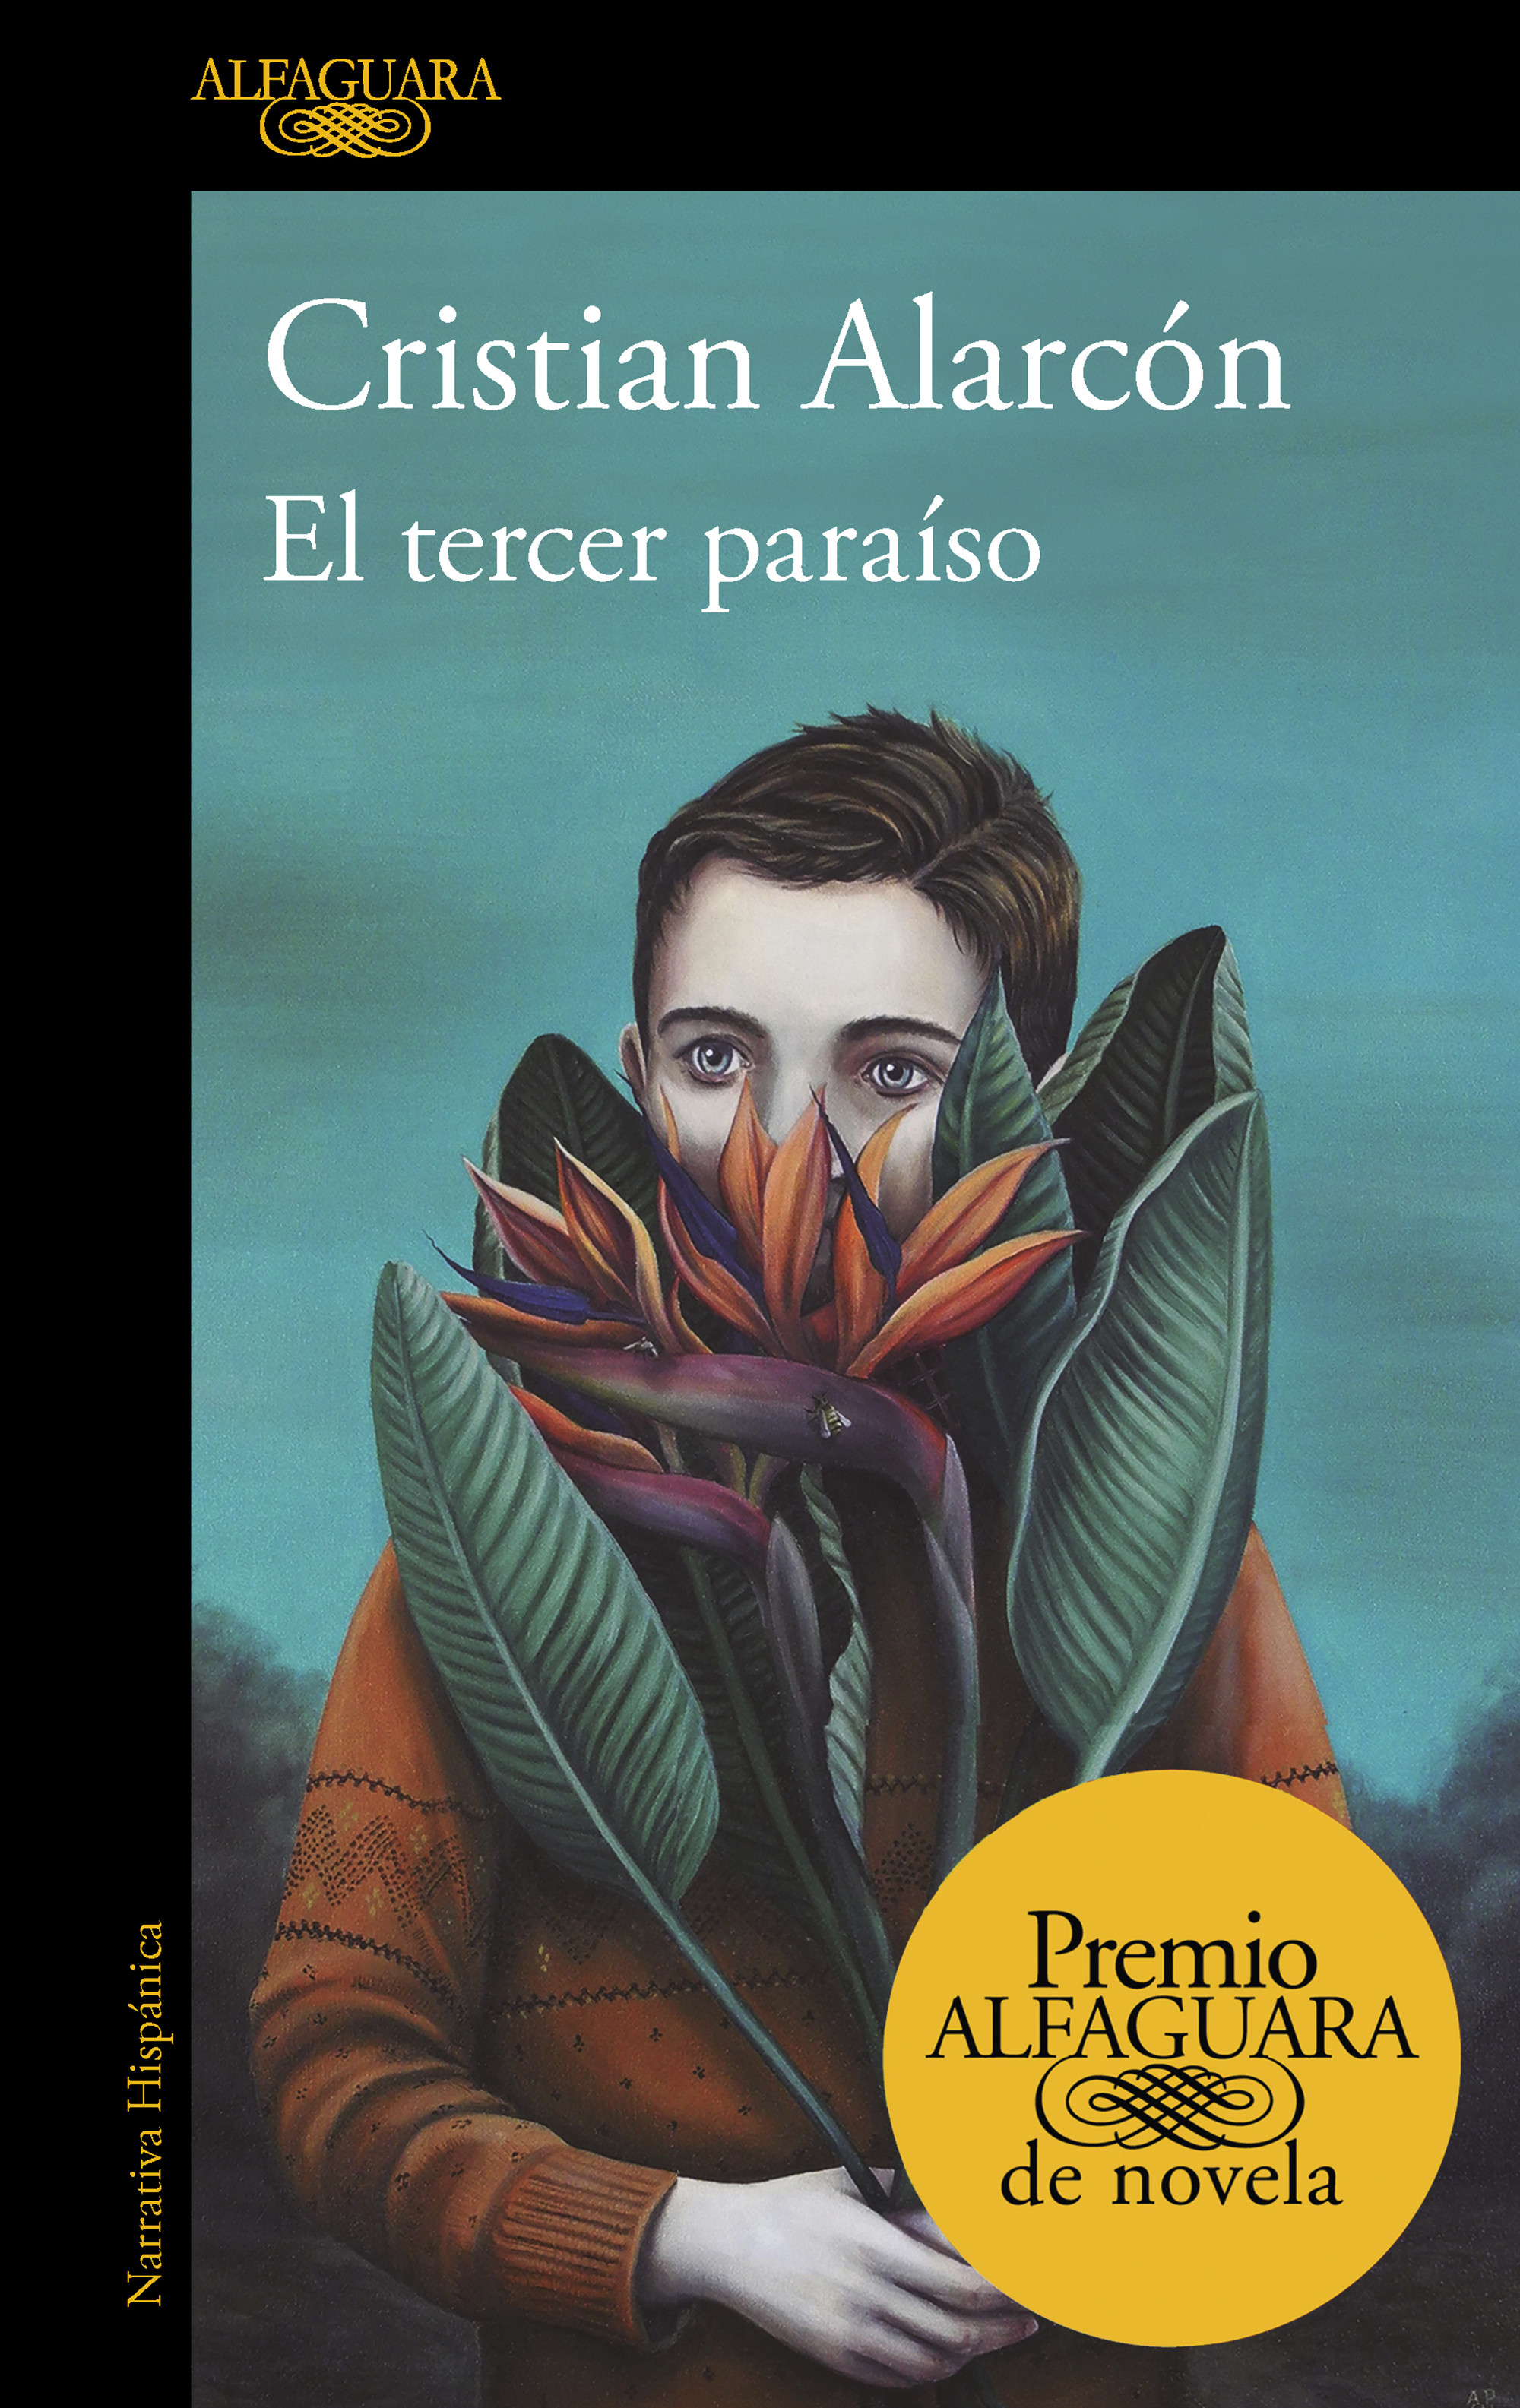 ALFAGUARA
Cristian Alarcón
El tercer paraíso
Narrativa Hispánica
Premio
ALFAGUARA
de novela